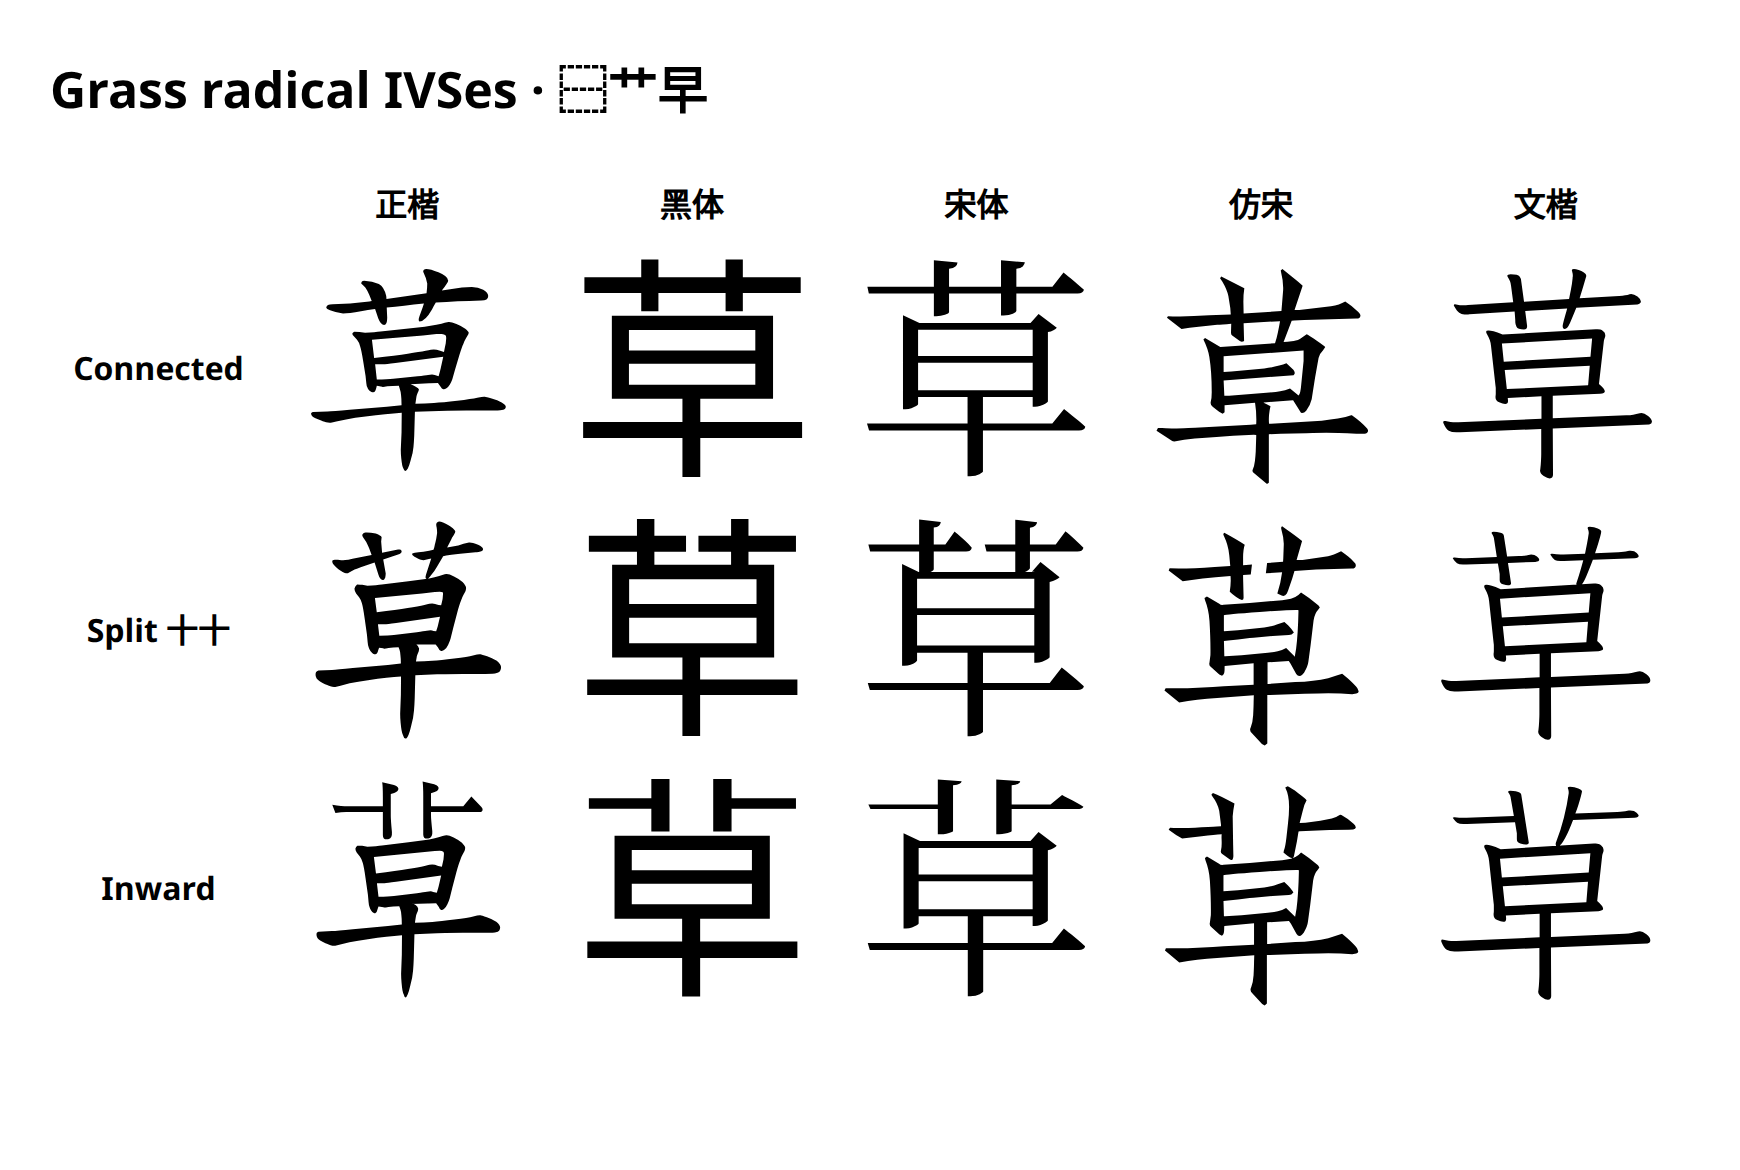 Grass radical IVSes · ⿱艹早
正楷 黑体 宋体 仿宋 文楷
Connected 草 草 草 草 草
Split 十十 草 草 草 草 草
Inward 草 草 草 草 草